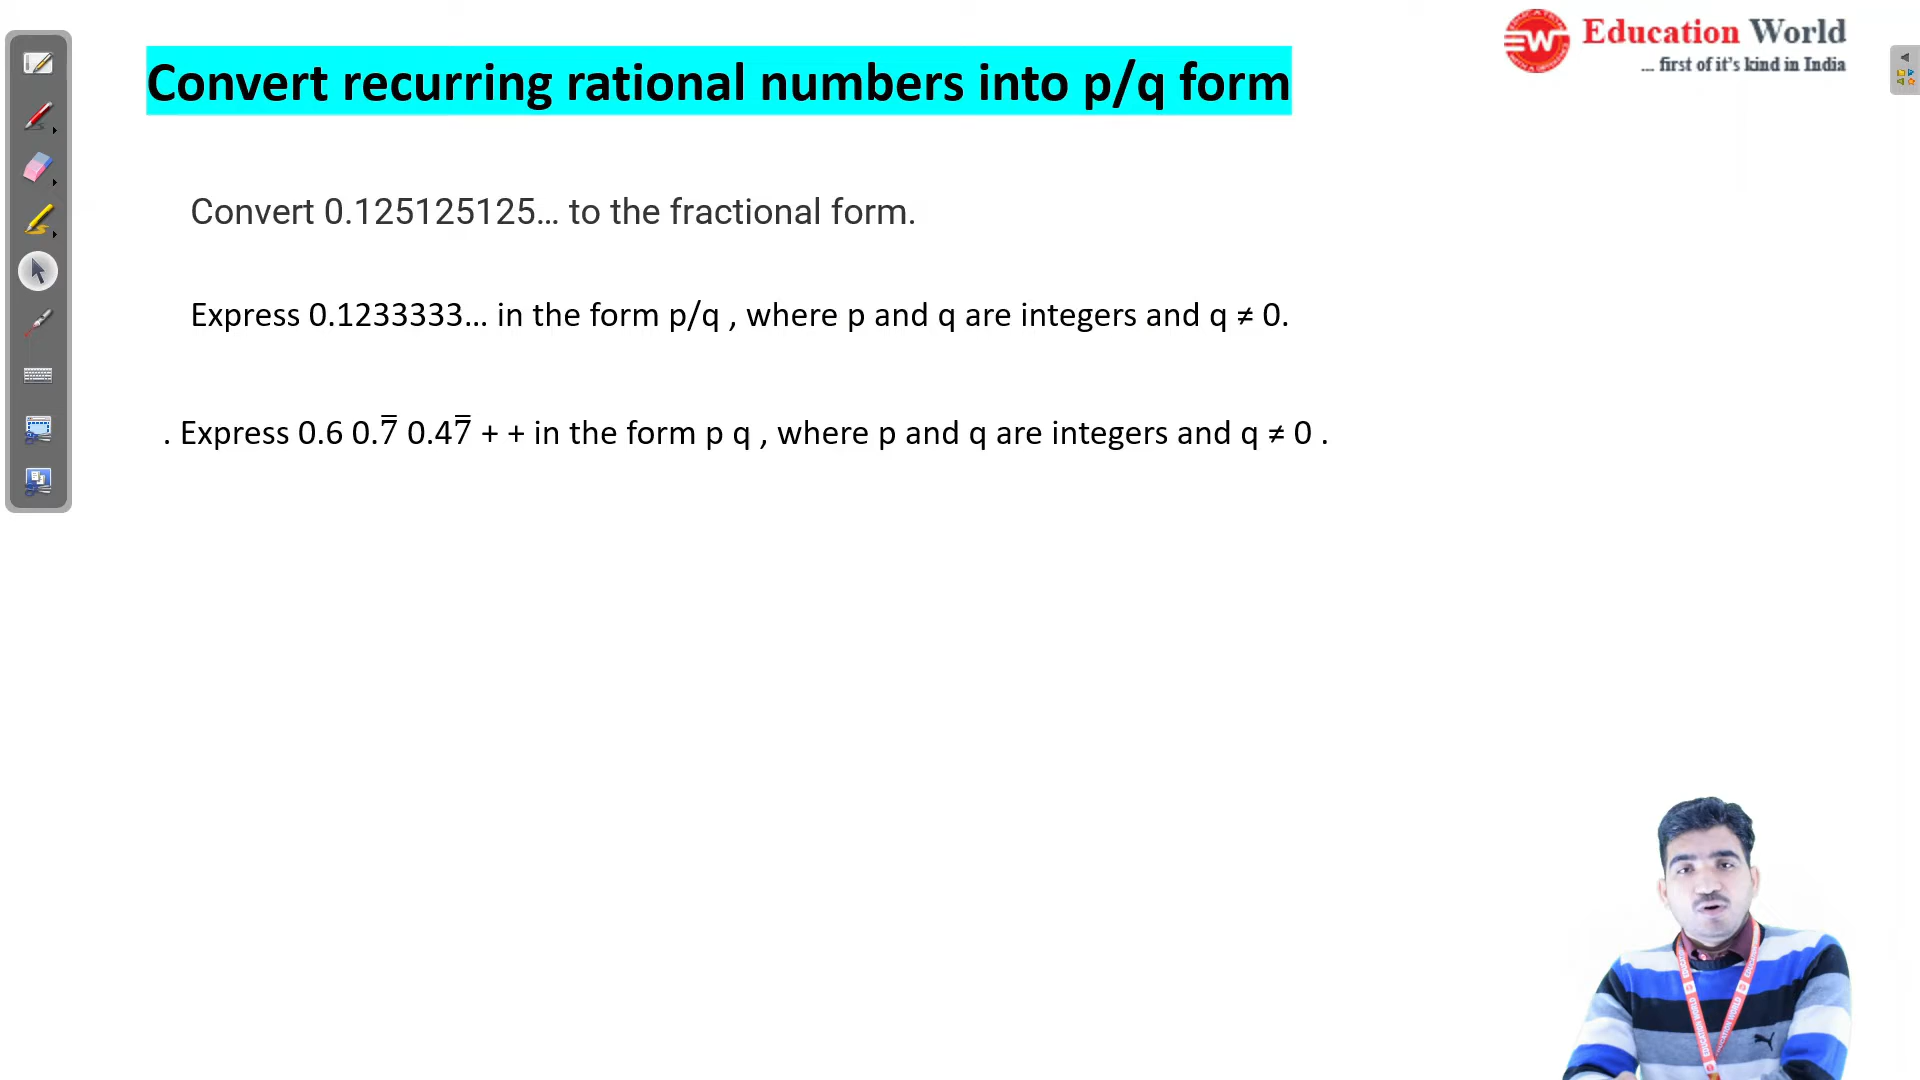 Education World
... first of it's kind in India
Convert recurring rational numbers into p/q form
Convert 0.125125125... to the fractional form.
Express 0.1233333... in the form p/q , where p and q are integers and q ≠ 0.
. Express 0.6 0.7̅ 0.47̅ + + in the form p q , where p and q are integers and q ≠ 0 .